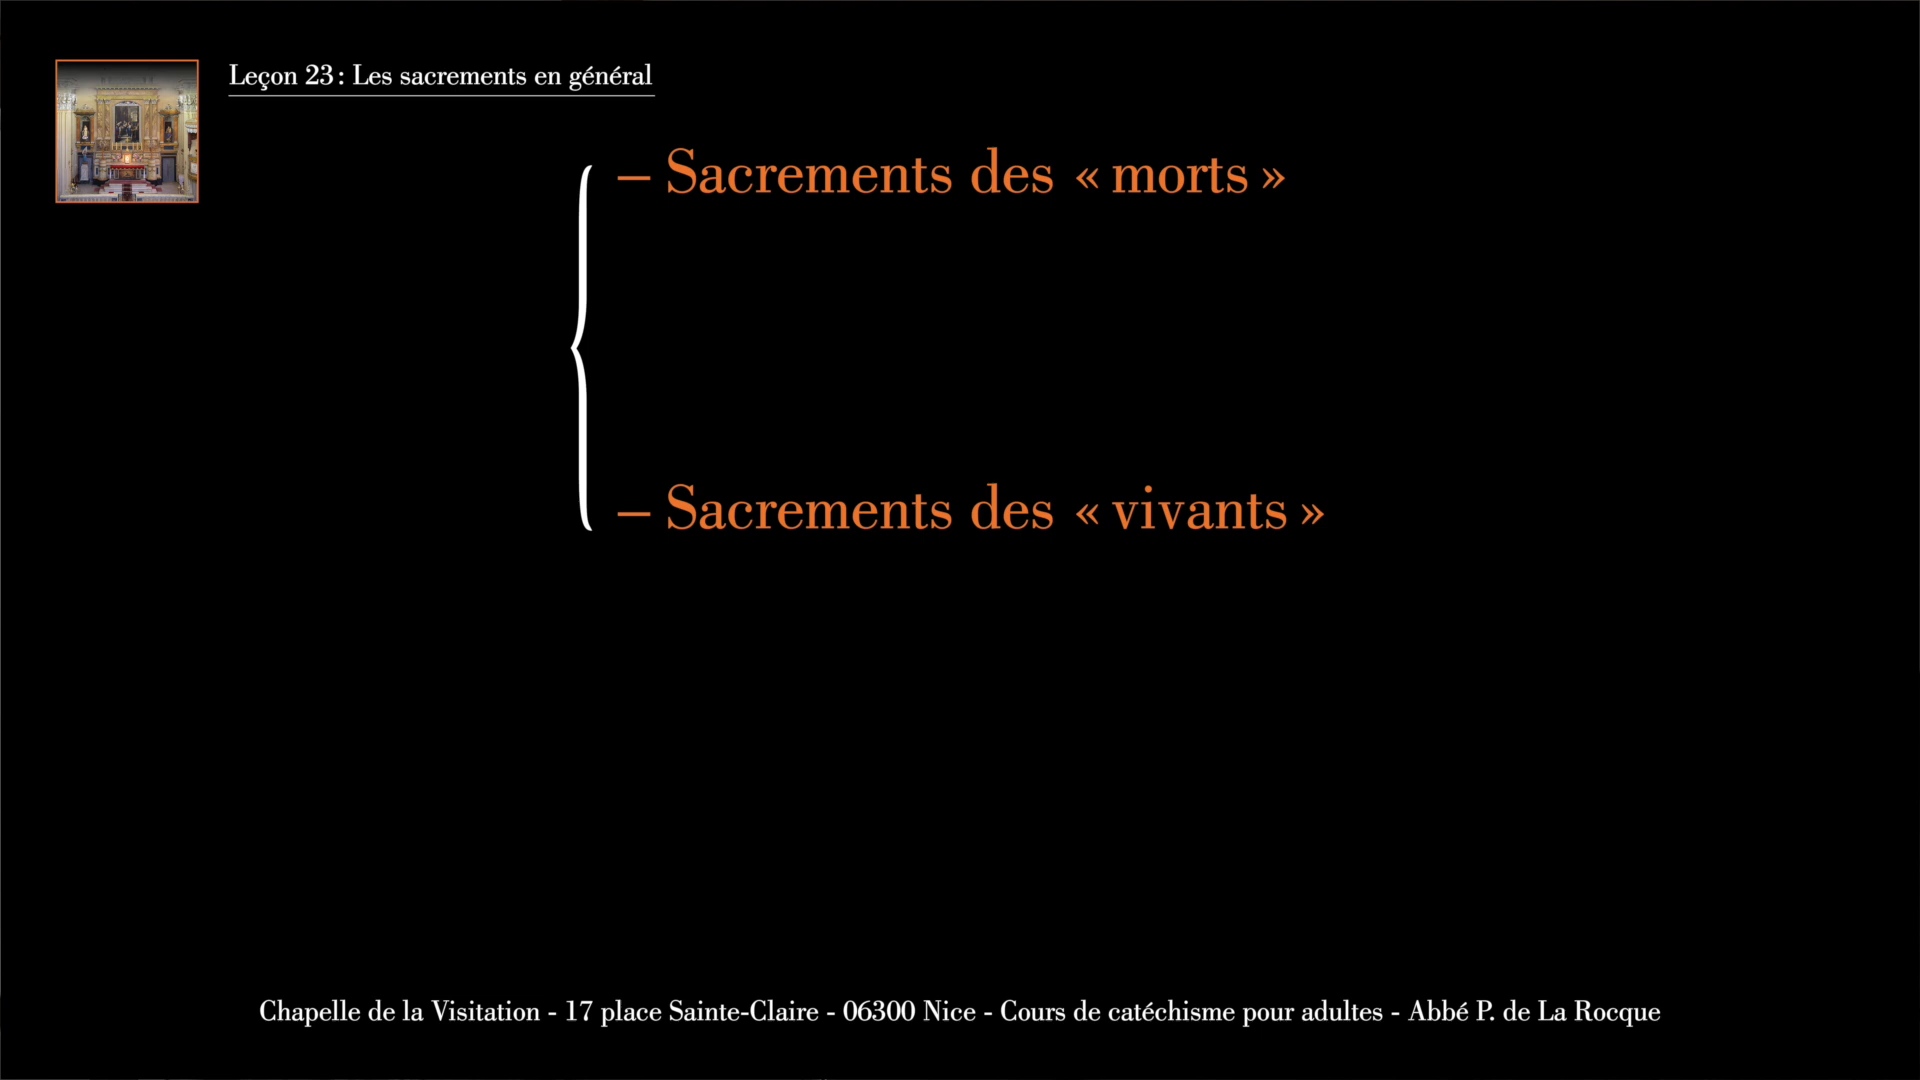 Leçon 23 : Les sacrements en général
– Sacrements des « morts »
– Sacrements des « vivants »
Chapelle de la Visitation - 17 place Sainte-Claire - 06300 Nice - Cours de catéchisme pour adultes - Abbé P. de La Rocque